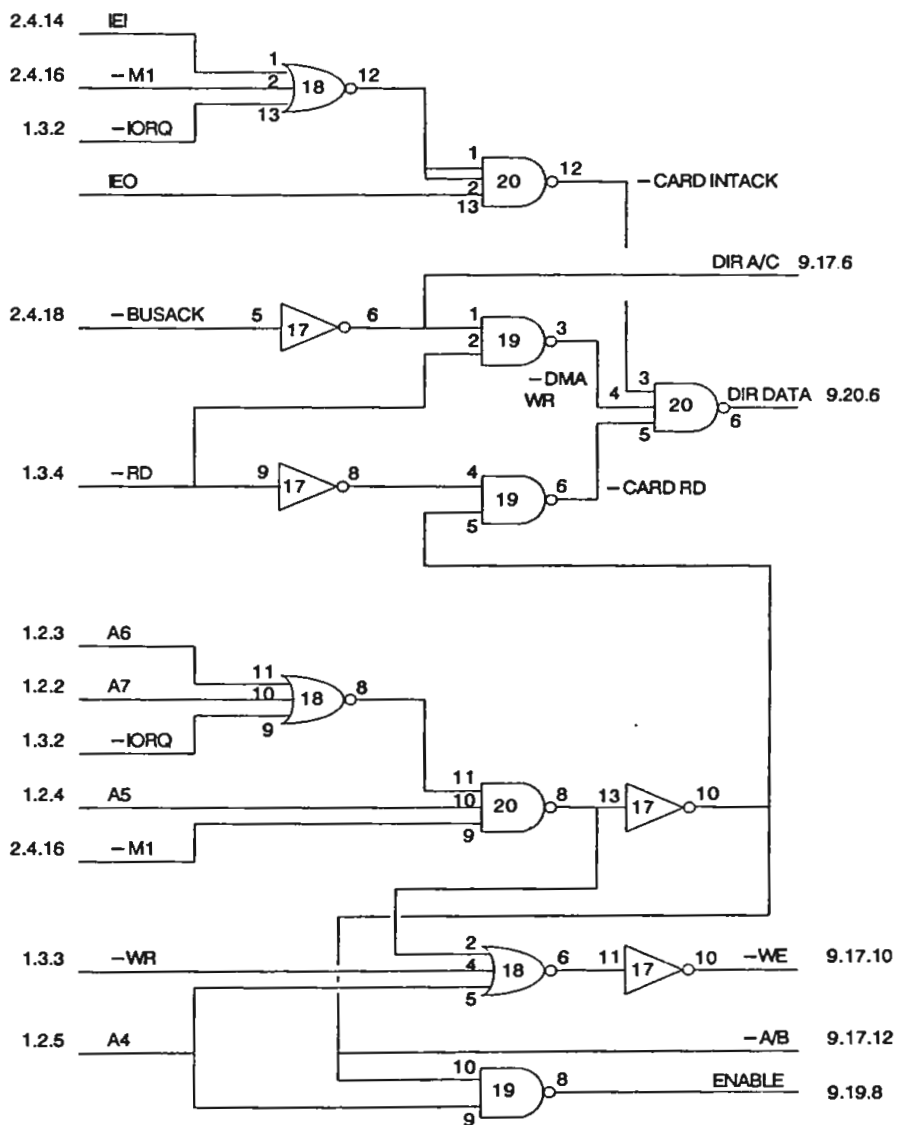 2.4.14 IEI
1
2.4.16 −M1 2 18 12
13
1.3.2 −IORQ
1
IEO 2 20 12 −CARD INTACK
13
DIR A/C 9.17.6
2.4.18 −BUSACK 5 17 6 1 19 3
2
−DMA
WR
3
4 20 DIR DATA 9.20.6
5 6
1.3.4 −RD 9 17 8 4 19 6 −CARD RD
5
1.2.3 A6
11
1.2.2 A7 10 18 8
9
1.3.2 −IORQ
11
1.2.4 A5 10 20 8 13 17 10
9
2.4.16 −M1
2
1.3.3 −WR 4 18 6 11 17 10 −WE 9.17.10
5
1.2.5 A4 −A/B 9.17.12
10 19 8 ENABLE 9.19.8
9